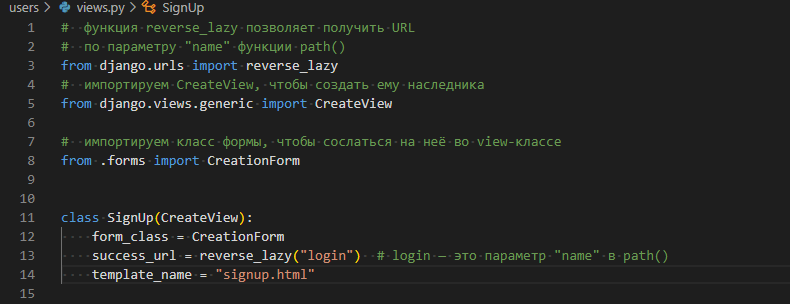 users > views.py > SignUp
1 # функция reverse_lazy позволяет получить URL
2 # по параметру "name" функции path()
3 from django.urls import reverse_lazy
4 # импортируем CreateView, чтобы создать ему наследника
5 from django.views.generic import CreateView
6
7 # импортируем класс формы, чтобы сослаться на неё во view-классе
8 from .forms import CreationForm
9
10
11 class SignUp(CreateView):
12     form_class = CreationForm
13     success_url = reverse_lazy("login")  # login — это параметр "name" в path()
14     template_name = "signup.html"
15